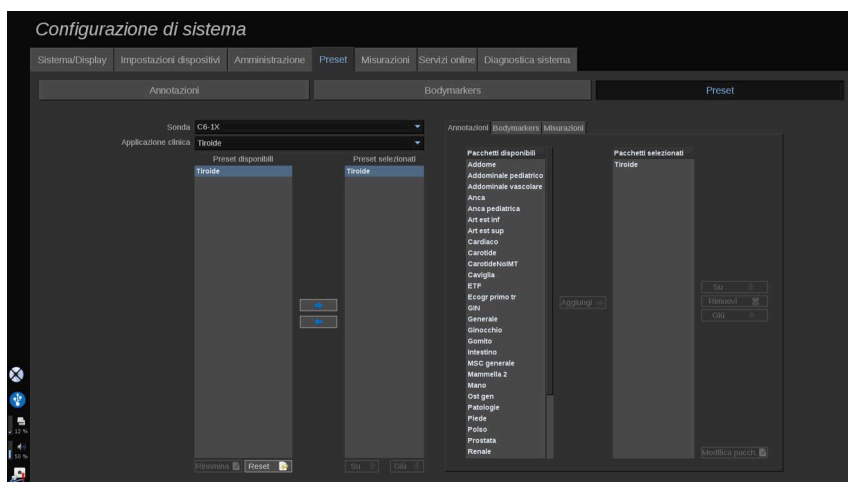 Configurazione di sistema
Sistema/Display Impostazioni dispositivi Amministrazione Preset Misurazioni Servizi online Diagnostica sistema
Annotazioni Bodymarkers Preset
Sonda C6-1X
Applicazione clinica Tiroide
Preset disponibili
Tiroide
Preset selezionati
Tiroide
Rinomina Reset
Su Giù
Annotazioni Bodymarkers Misurazioni
Pacchetti disponibili
Addome
Addominale pediatrico
Addominale vascolare
Anca
Anca pediatrica
Art est inf
Art est sup
Cardiaco
Carotide
CarotideNoIMT
Caviglia
ETF
Ecogr primo tr
GIN
Generale
Ginocchio
Gomito
Intestino
MSC generale
Mammella 2
Mano
Ost gen
Patologie
Piede
Polso
Prostata
Renale
Aggiungi
Pacchetti selezionati
Tiroide
Su
Rimuovi
Giù
Modifica pacch.
12 %
50 %